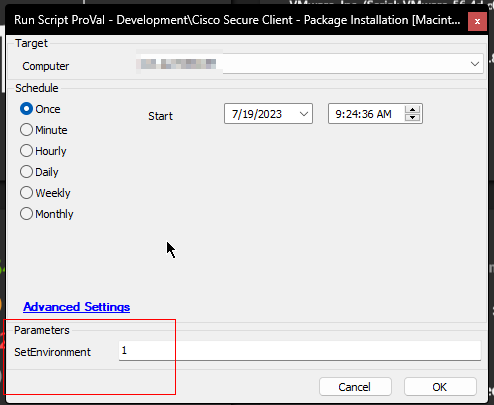 Run Script ProVal - Development\Cisco Secure Client - Package Installation [Macint... x
Target
Computer
Schedule
Once
Minute
Hourly
Daily
Weekly
Monthly
Start 7/19/2023 9:24:36 AM
Advanced Settings
Parameters
SetEnvironment 1
Cancel OK